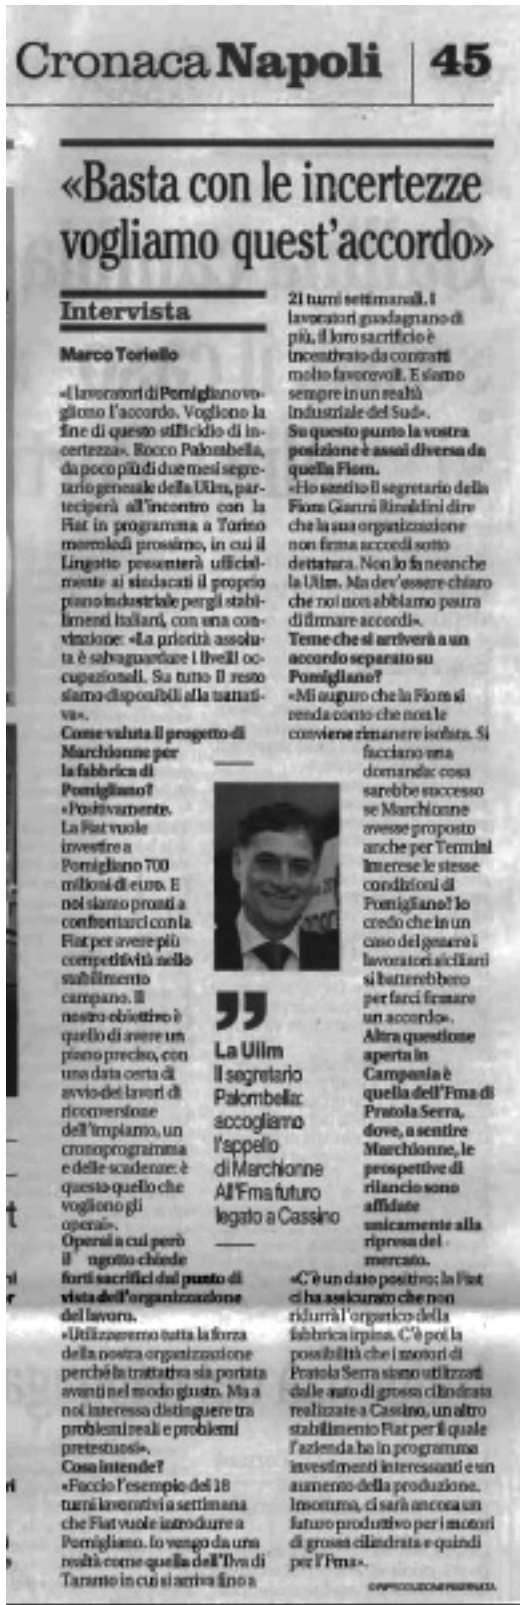 Cronaca Napoli 45
«Basta con le incertezze
vogliamo quest'accordo»
Intervista
Marco Toriello
«I lavoratori di Pomigliano vo-
gliono l'accordo. Vogliono la
fine di questo stillicidio di in-
certezza». Rocco Palombella,
da poco più di due mesi segre-
tario generale della Uilm, par-
teciperà all'incontro con la
Fiat in programma a Torino
mercoledì prossimo, in cui il
Lingotto presenterà ufficial-
mente ai sindacati il proprio
piano industriale per gli stabi-
limenti italiani, con una con-
vinzione: «La priorità assolu-
ta è salvaguardare i livelli oc-
cupazionali. Su tutto il resto
siamo disponibili alla trattati-
va».
Come valuta il progetto di
Marchionne per
la fabbrica di
Pomigliano?
«Positivamente.
La Fiat vuole
investire a
Pomigliano 700
milioni di euro. E
noi siamo pronti a
confrontarci con la
Fiat per avere più
competitività nello
stabilimento
campano. Il
nostro obiettivo è
quello di avere un
piano preciso, con
una data certa di
avvio dei lavori di
riconversione
dell'impianto, un
cronoprogramma
e delle scadenze: è
questo quello che
vogliono gli
operai».
Operai a cui però
il ngotto chiede
forti sacrifici dal punto di
vista dell'organizzazione
del lavoro.
«Utilizzeremo tutta la forza
della nostra organizzazione
perché la trattativa sia portata
avanti nel modo giusto. Ma a
noi interessa distinguere tra
problemi reali e problemi
pretestuosi».
Cosa intende?
«Faccio l'esempio dei 18
turni lavorativi a settimana
che Fiat vuole introdurre a
Pomigliano. Io vengo da una
realtà come quella dell'Ilva di
Taranto in cui si arriva fino a
21 turni settimanali. I
lavoratori guadagnano di
più, il loro sacrificio è
incentivato da contratti
molto favorevoli. E siamo
sempre in un realtà
industriale del Sud».
Su questo punto la vostra
posizione è assai diversa da
quella Fiom.
«Ho sentito il segretario della
Fiom Gianni Rinaldini dire
che la sua organizzazione
non firma accordi sotto
dettatura. Non lo fa neanche
la Uilm. Ma dev'essere chiaro
che noi non abbiamo paura
di firmare accordi».
Teme che si arriverà a un
accordo separato su
Pomigliano?
«Mi auguro che la Fiom si
renda conto che non le
conviene rimanere isolata. Si
facciano una
domanda: cosa
sarebbe successo
se Marchionne
avesse proposto
anche per Termini
Imerese le stesse
condizioni di
Pomigliano? Io
credo che in un
caso del genere i
lavoratori siciliani
si batterebbero
per farci firmare
un accordo».
Altra questione
aperta in
Campania è
quella dell'Fma di
Pratola Serra,
dove, a sentire
Marchionne, le
prospettive di
rilancio sono
affidate
unicamente alla
ripresa del
mercato.
«C'è un dato positivo: la Fiat
ci ha assicurato che non
ridurrà l'organico della
fabbrica irpina. C'è poi la
possibilità che i motori di
Pratola Serra siano utilizzati
dalle auto di grossa cilindrata
realizzate a Cassino, un altro
stabilimento Fiat per il quale
l'azienda ha in programma
investimenti interessanti e un
aumento della produzione.
Insomma, ci sarà ancora un
futuro produttivo per i motori
di grossa cilindrata e quindi
per l'Fma».
© RIPRODUZIONE RISERVATA
”
La Uilm
Il segretario
Palombella:
accogliamo
l'appello
di Marchionne
All'Fma futuro
legato a Cassino